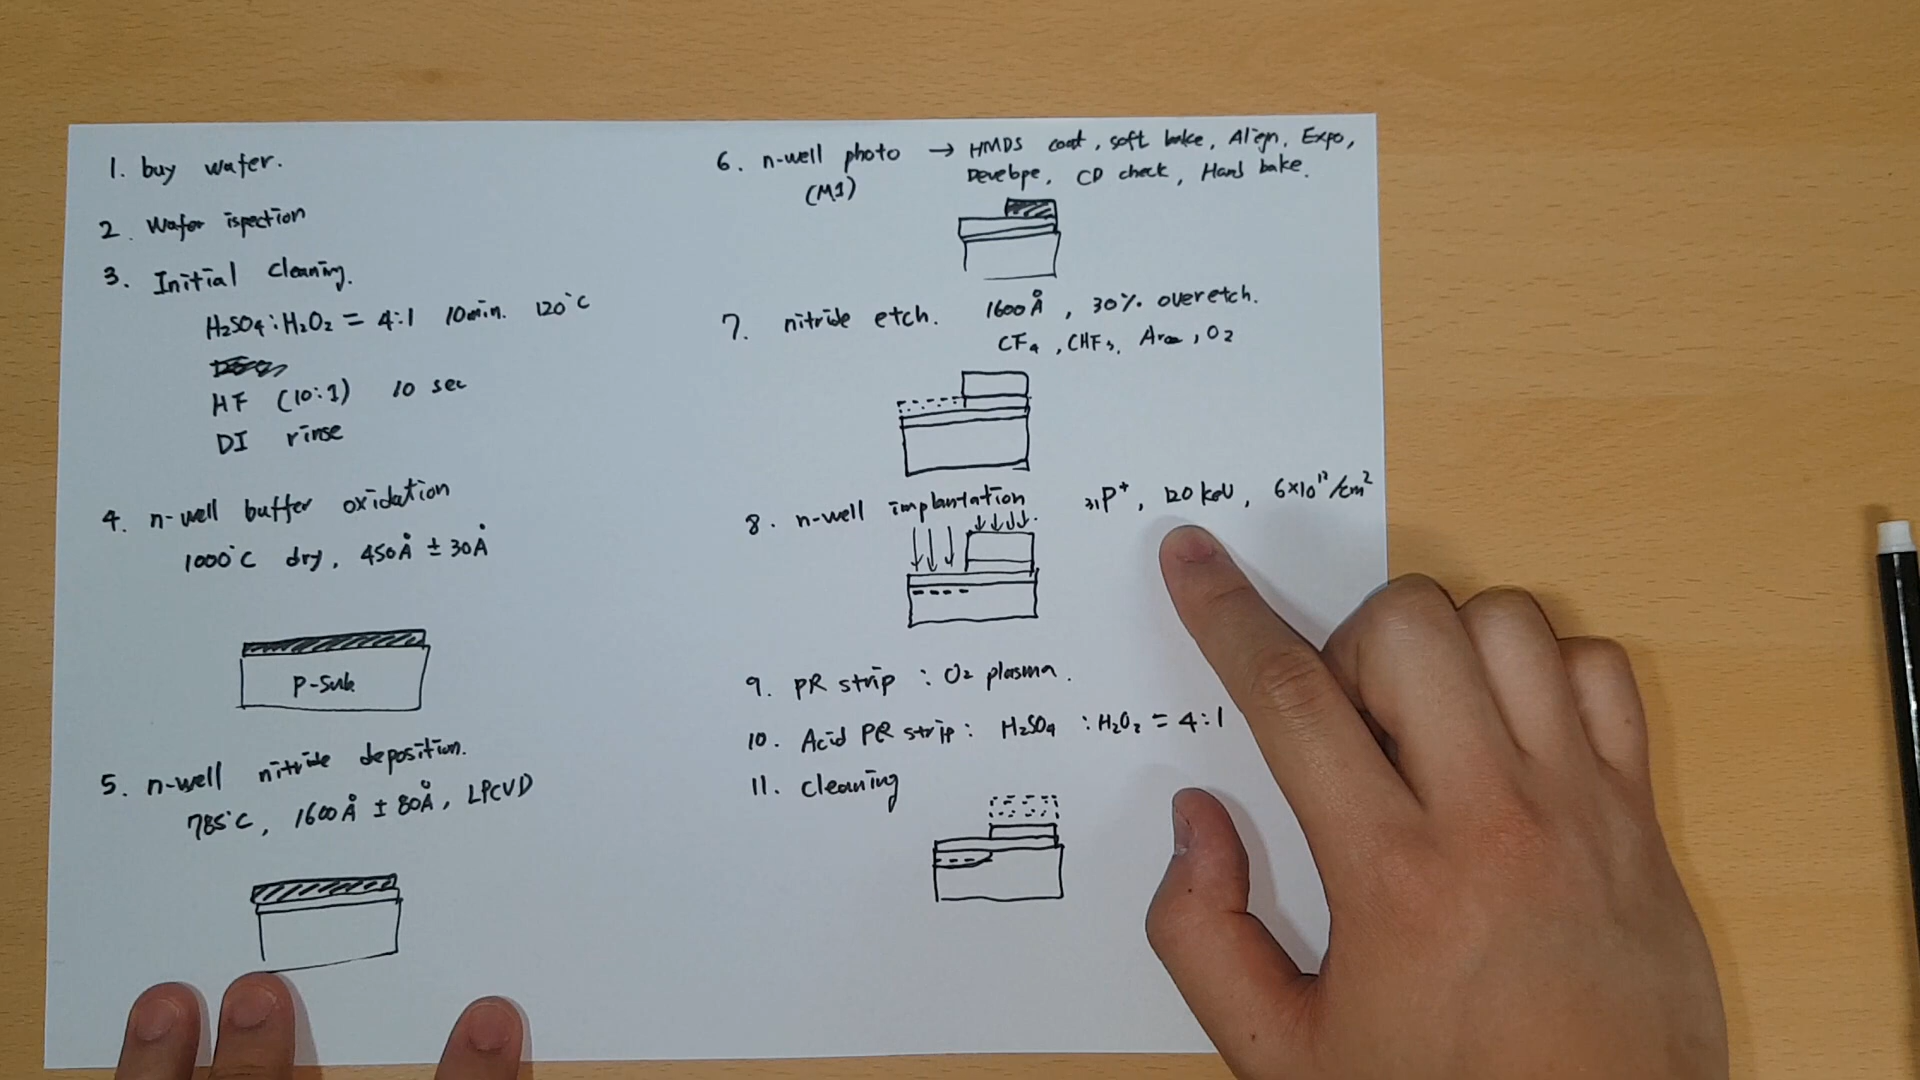 1. buy wafer.
2. Wafer ispection
3. Initial cleaning.
H₂SO₄ : H₂O₂ = 4:1 10min. 120°C
HF (10:1) 10 sec
DI rinse
4. n-well buffer oxidation
1000°C dry, 450Å ± 30Å
P-Sub.
5. n-well nitride deposition.
785°C, 1600Å ± 80Å, LPCVD
6. n-well photo → HMDS coat, soft bake, Align, Expo,
(M1) Develope, CD check, Hard bake.
7. nitride etch. 1600Å, 30% overetch.
CF₄, CHF₃, Ar, O₂
8. n-well implantation ₃₁P⁺, 120 keV, /cm²
9. PR strip : O₂ plasma.
10. Acid PR strip : H₂SO₄ : H₂O₂ = 4:1
11. cleaning